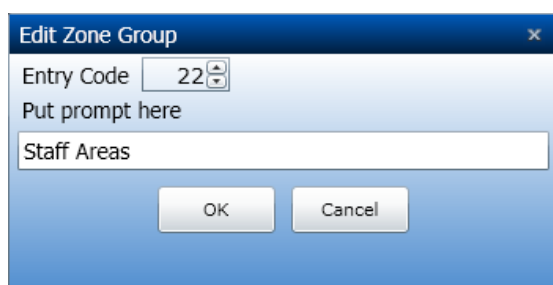 Edit Zone Group
Entry Code 22
Put prompt here
Staff Areas
OK Cancel